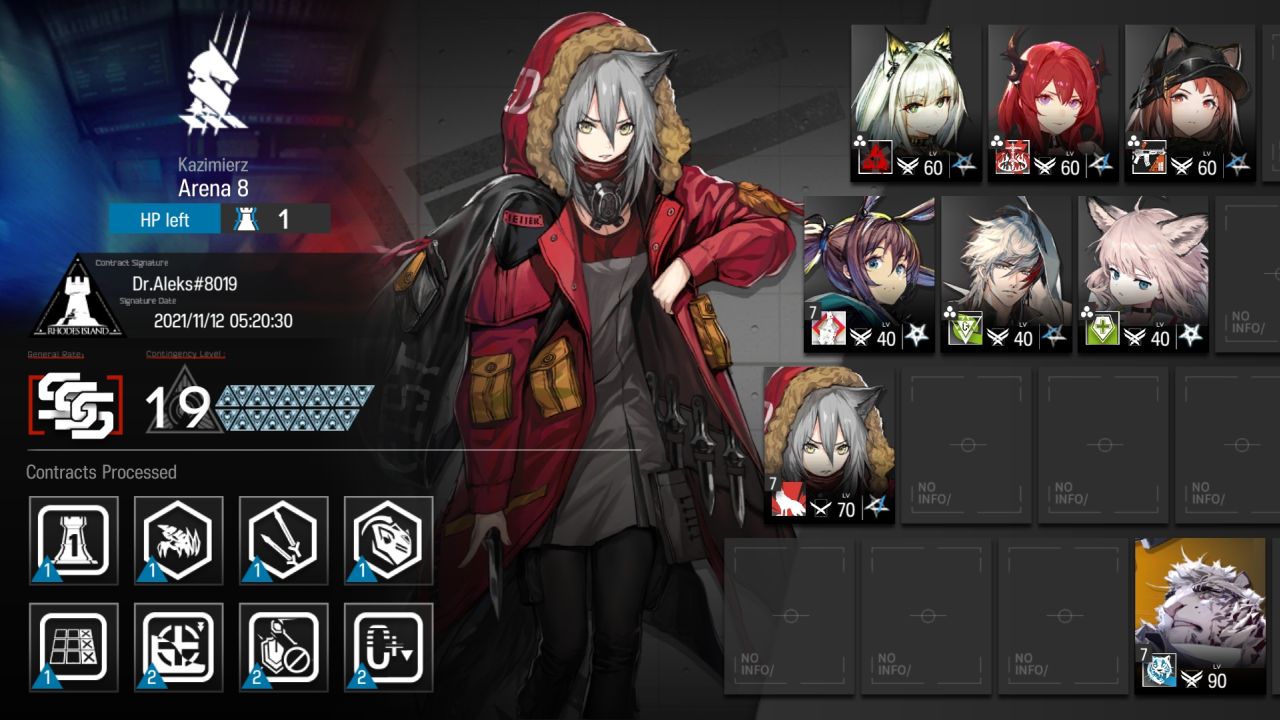 Kazimierz
Arena 8
HP left
1
Contract Signature
Dr.Aleks#8019
Signature Date
2021/11/12 05:20:30
RHODES ISLAND
General Rate:
Contingency Level:
19
Contracts Processed
1
1
1
1
1
1
2
2
2
LV
60
LV
60
LV
60
7
LV
40
LV
40
LV
40
NO
INFO/
7
LV
70
NO
INFO/
NO
INFO/
NO
INFO/
NO
INFO/
NO
INFO/
NO
INFO/
7
LV
90